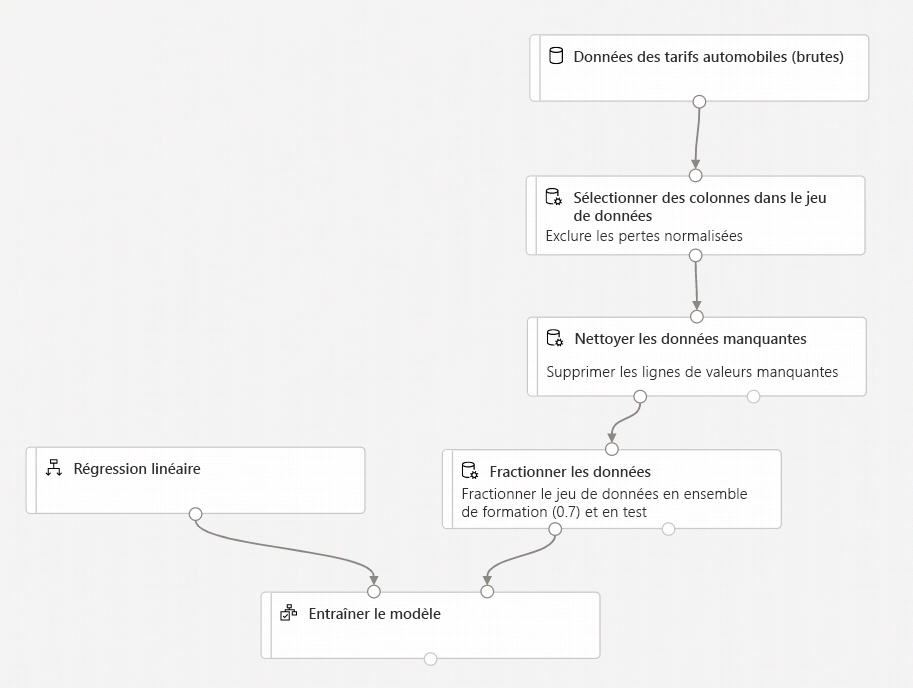 Données des tarifs automobiles (brutes)
Sélectionner des colonnes dans le jeu
de données
Exclure les pertes normalisées
Nettoyer les données manquantes
Supprimer les lignes de valeurs manquantes
Régression linéaire
Fractionner les données
Fractionner le jeu de données en ensemble
de formation (0.7) et en test
Entraîner le modèle